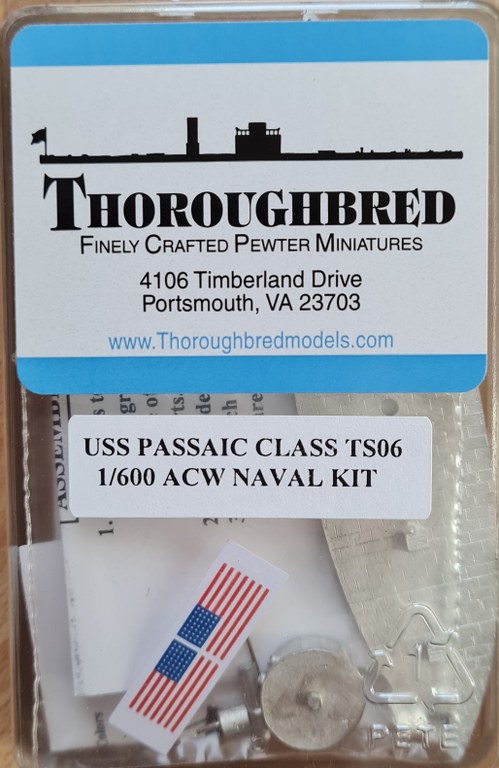 THOROUGHBRED
FINELY CRAFTED PEWTER MINIATURES
4106 Timberland Drive
Portsmouth, VA 23703
www.Thoroughbredmodels.com
USS PASSAIC CLASS TS06
1/600 ACW NAVAL KIT
1
PETE